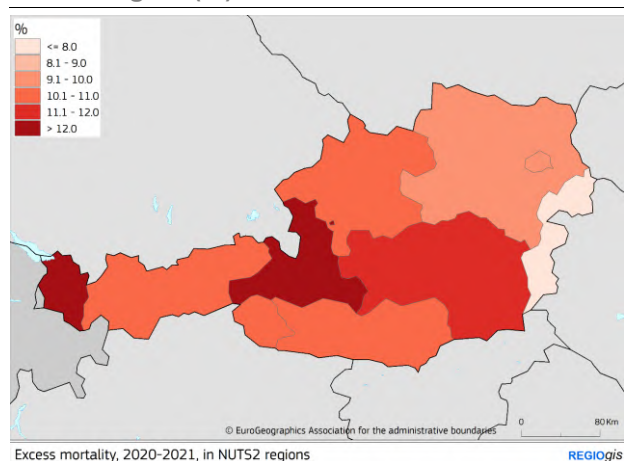 %
<= 8.0
8.1 - 9.0
9.1 - 10.0
10.1 - 11.0
11.1 - 12.0
> 12.0
© EuroGeographics Association for the administrative boundaries
0 80 Km
Excess mortality, 2020-2021, in NUTS2 regions
REGIOgis